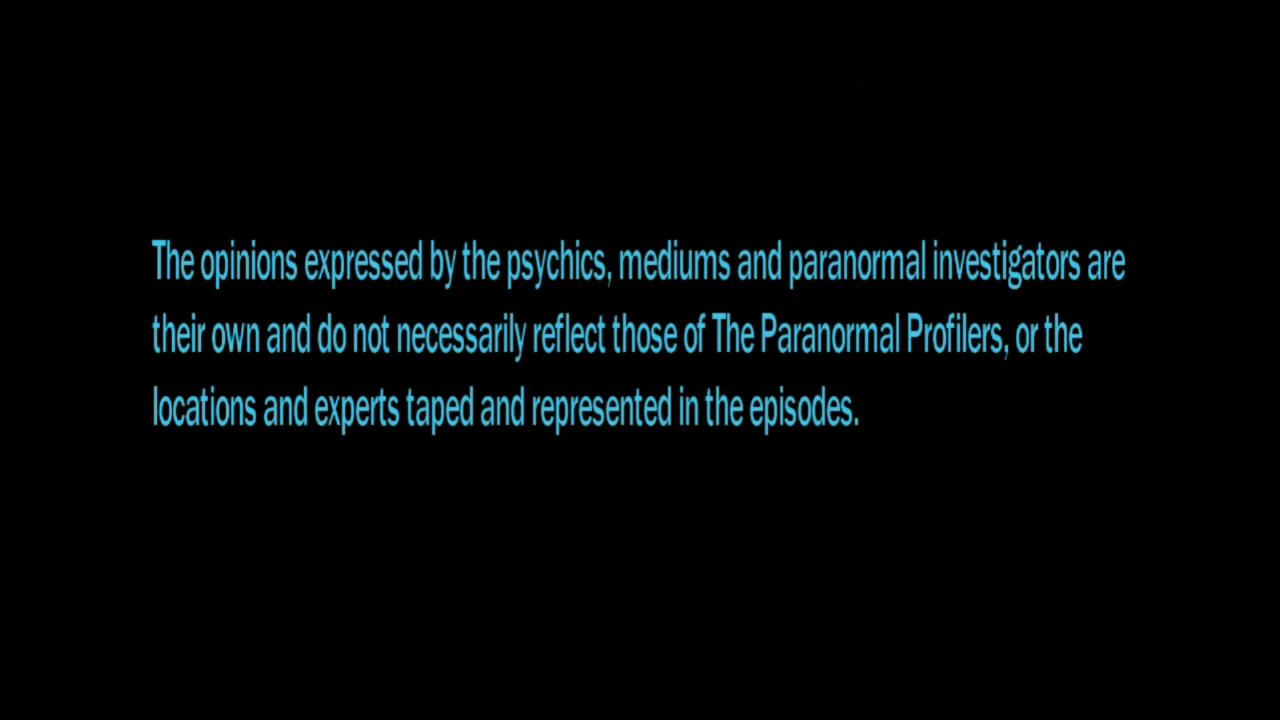 The opinions expressed by the psychics, mediums and paranormal investigators are
their own and do not necessarily reflect those of The Paranormal Profilers, or the
locations and experts taped and represented in the episodes.